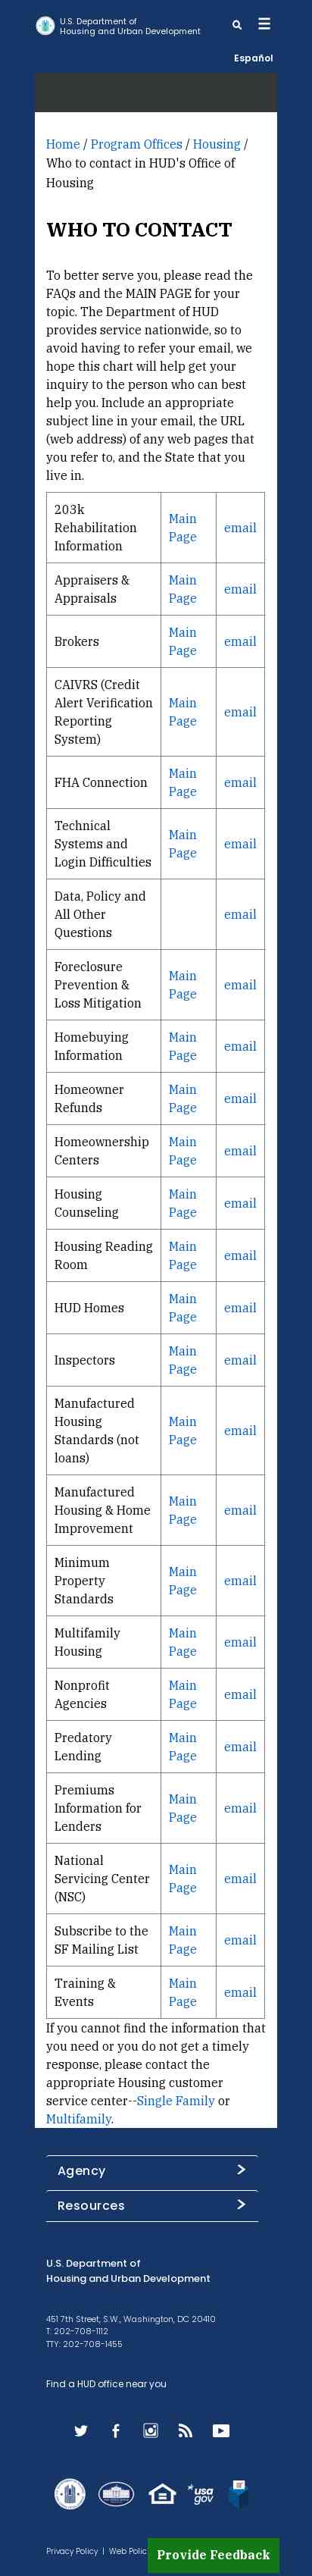 U.S. Department of
Housing and Urban Development
Español
Home / Program Offices / Housing /
Who to contact in HUD's Office of
Housing
WHO TO CONTACT
To better serve you, please read the
FAQs and the MAIN PAGE for your
topic. The Department of HUD
provides service nationwide, so to
avoid having to refer your email, we
hope this chart will help get your
inquiry to the person who can best
help you. Include an appropriate
subject line in your email, the URL
(web address) of any web pages that
you refer to, and the State that you
live in.
203k
Rehabilitation
Information
Main
Page
email
Appraisers &
Appraisals
Main
Page
email
Brokers
Main
Page
email
CAIVRS (Credit
Alert Verification
Reporting
System)
Main
Page
email
FHA Connection
Main
Page
email
Technical
Systems and
Login Difficulties
Main
Page
email
Data, Policy and
All Other
Questions
email
Foreclosure
Prevention &
Loss Mitigation
Main
Page
email
Homebuying
Information
Main
Page
email
Homeowner
Refunds
Main
Page
email
Homeownership
Centers
Main
Page
email
Housing
Counseling
Main
Page
email
Housing Reading
Room
Main
Page
email
HUD Homes
Main
Page
email
Inspectors
Main
Page
email
Manufactured
Housing
Standards (not
loans)
Main
Page
email
Manufactured
Housing & Home
Improvement
Main
Page
email
Minimum
Property
Standards
Main
Page
email
Multifamily
Housing
Main
Page
email
Nonprofit
Agencies
Main
Page
email
Predatory
Lending
Main
Page
email
Premiums
Information for
Lenders
Main
Page
email
National
Servicing Center
(NSC)
Main
Page
email
Subscribe to the
SF Mailing List
Main
Page
email
Training &
Events
Main
Page
email
If you cannot find the information that
you need or you do not get a timely
response, please contact the
appropriate Housing customer
service center--Single Family or
Multifamily.
Agency
Resources
U.S. Department of
Housing and Urban Development
451 7th Street, S.W., Washington, DC 20410
T: 202-708-1112
TTY: 202-708-1455
Find a HUD office near you
usa
gov
Privacy Policy | Web Polic
Provide Feedback